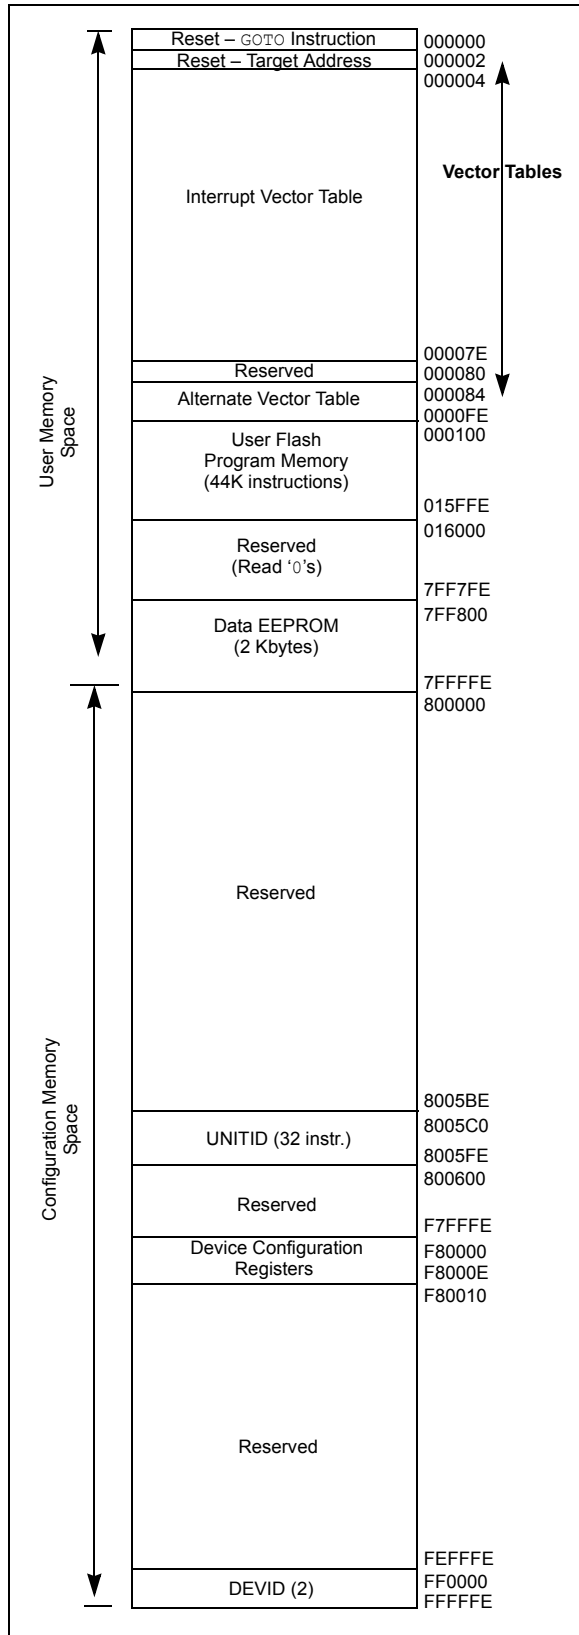 Reset – GOTO Instruction
000000
Reset – Target Address
000002
000004
Vector Tables
Interrupt Vector Table
00007E
Reserved
000080
000084
Alternate Vector Table
0000FE
User Flash
Program Memory
(44K instructions)
000100
015FFE
016000
Reserved
(Read ‘0’s)
7FF7FE
7FF800
Data EEPROM
(2 Kbytes)
7FFFFE
User Memory
Space
800000
Reserved
8005BE
8005C0
UNITID (32 instr.)
8005FE
800600
Reserved
F7FFFE
Device Configuration
Registers
F80000
F8000E
F80010
Reserved
FEFFFE
FF0000
DEVID (2)
FFFFFE
Configuration Memory
Space